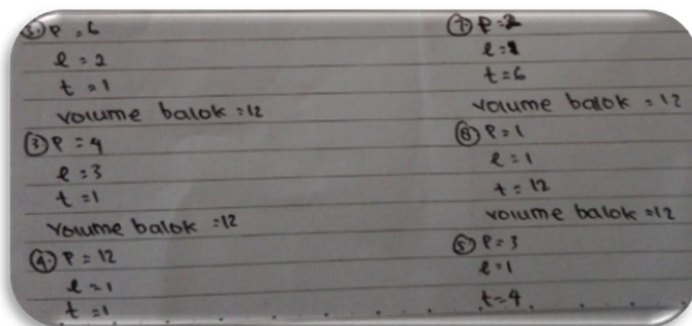 P = 6
l = 2
t = 1
volume balok = 12
③ P = 4
l = 3
t = 1
volume balok = 12
④ P = 12
l = 1
t = 1
⑦ P = 2
l = 1
t = 6
volume balok = 12
⑧ P = 1
l = 1
t = 12
volume balok = 12
⑤ P = 3
l = 1
t = 4